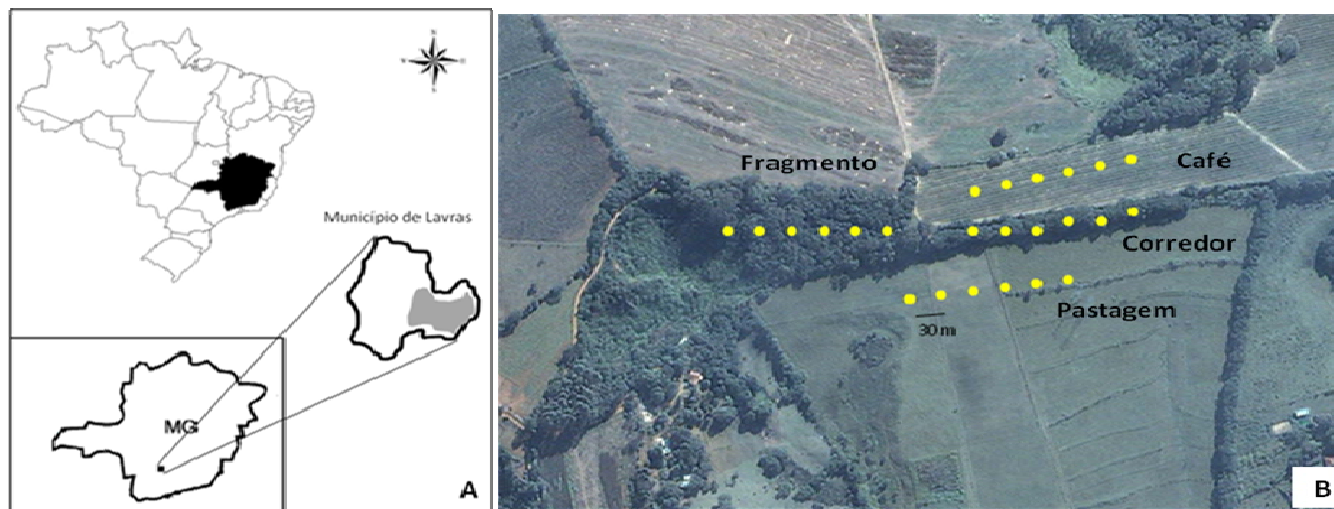 Município de Lavras
MG
A
Fragmento
Café
Corredor
Pastagem
30 m
B